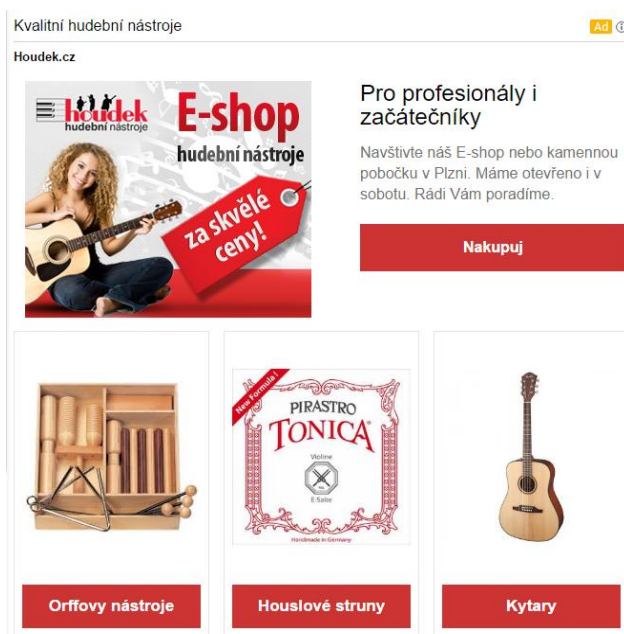 Kvalitní hudební nástroje
Ad
Houdek.cz
houdek
hudební nástroje
E-shop
hudební nástroje
za skvělé
ceny!
Pro profesionály i
začátečníky
Navštivte náš E-shop nebo kamennou
pobočku v Plzni. Máme otevřeno i v
sobotu. Rádi Vám poradíme.
Nakupuj
New Formula!
PIRASTRO
TONICA
Violine
E-Saite
Handmade in Germany
Orffovy nástroje
Houslové struny
Kytary